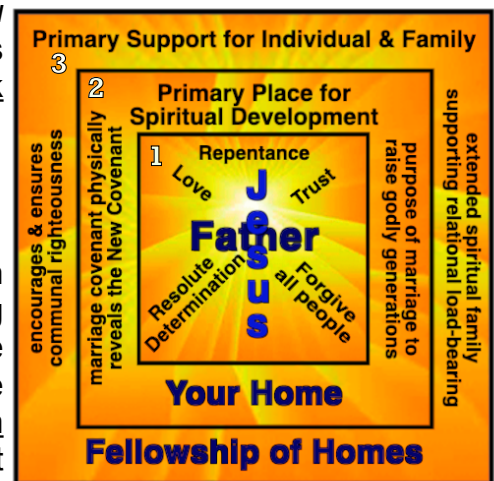 Primary Support for Individual & Family
3
2
Primary Place for
Spiritual Development
1
Repentance
Love
Trust
Jesus
Father
Resolute
Determination
Forgive
all people
encourages & ensures
communal righteousness
marriage covenant physically
reveals the New Covenant
purpose of marriage to
raise godly generations
extended spiritual family
supporting relational load-bearing
Your Home
Fellowship of Homes